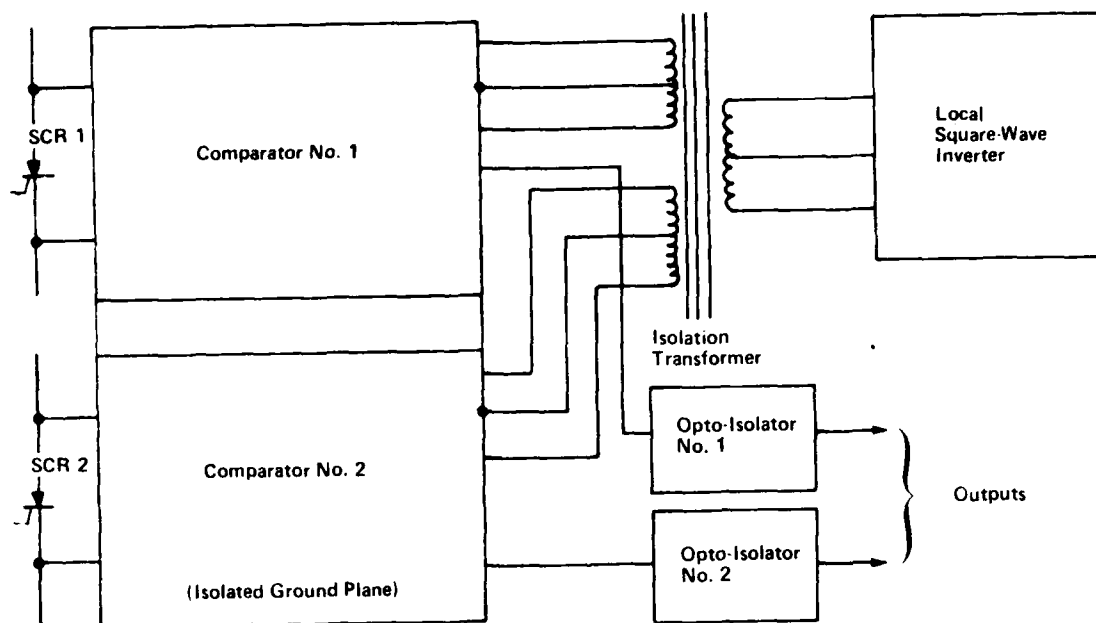 SCR 1
Comparator No. 1
Local
Square-Wave
Inverter
Isolation
Transformer
SCR 2
Comparator No. 2
(Isolated Ground Plane)
Opto-Isolator
No. 1
Opto-Isolator
No. 2
Outputs